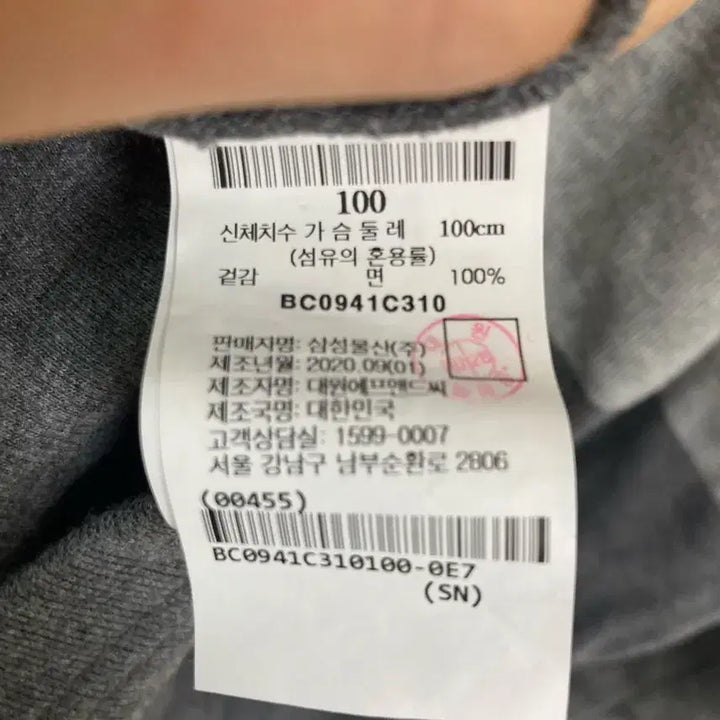 100
신체치수 가슴둘레 100cm
(섬유의 혼용률)
겉감 면 100%
BC0941C310
판매자명: 삼성물산(주)
제조년월: 2020.09(01)
제조자명: 대원에프앤드씨
제조국명: 대한민국
고객상담실: 1599-0007
서울 강남구 남부순환로 2806
(00455)
BC0941C310100-0E7
(SN)